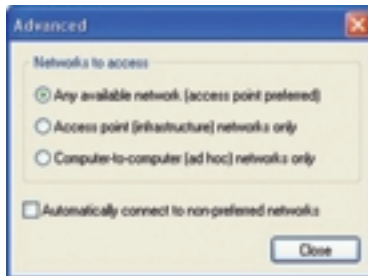 Advanced
Networks to access
Any available network (access point preferred)
Access point (infrastructure) networks only
Computer-to-computer (ad hoc) networks only
Automatically connect to non-preferred networks
Close